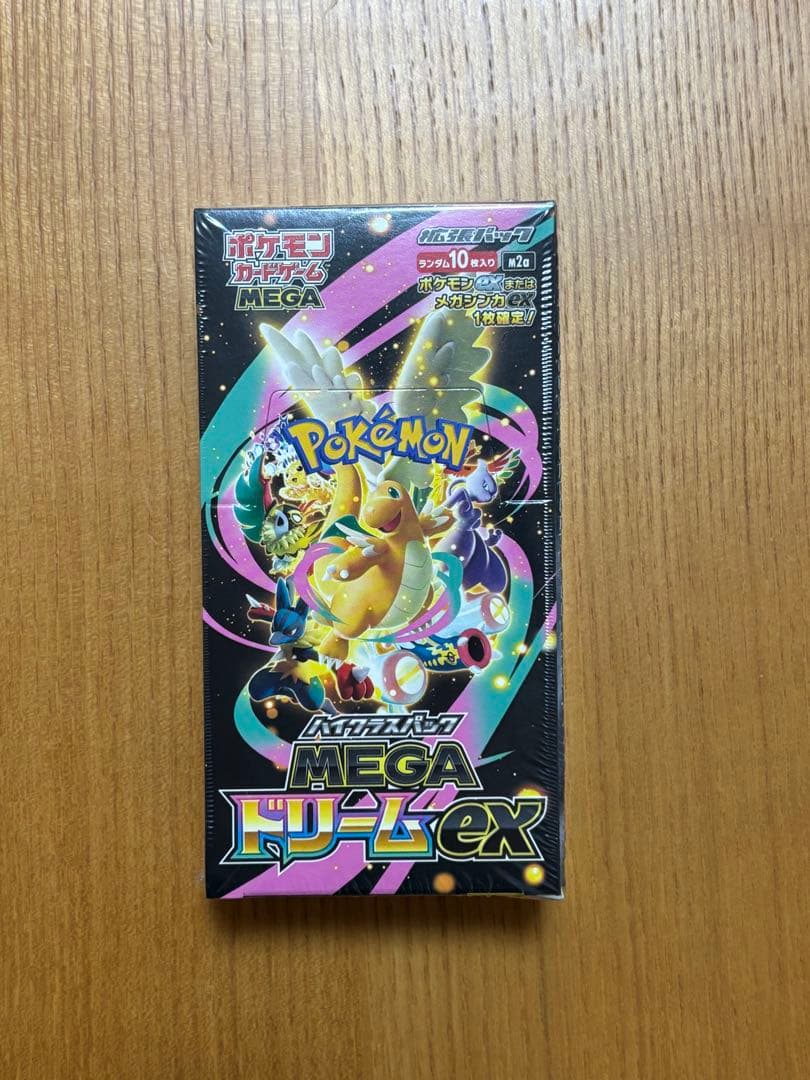 ポケモン
カードゲーム
MEGA
拡張パック
ランダム10枚入り M2a
ポケモンexまたは
メガシンカex
1枚確定!
POKéMON
ハイクラスパック
MEGA
ドリームex